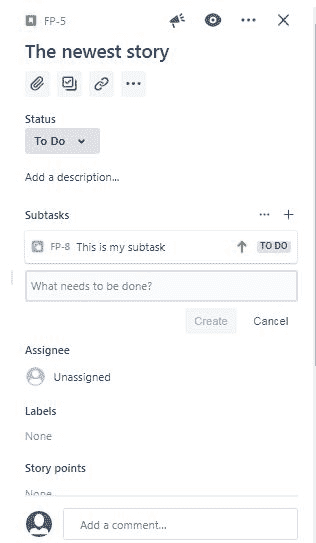 FP-5
The newest story
Status
To Do
Add a description...
Subtasks
FP-8 This is my subtask TO DO
What needs to be done?
Create Cancel
Assignee
Unassigned
Labels
None
Story points
None
Add a comment...